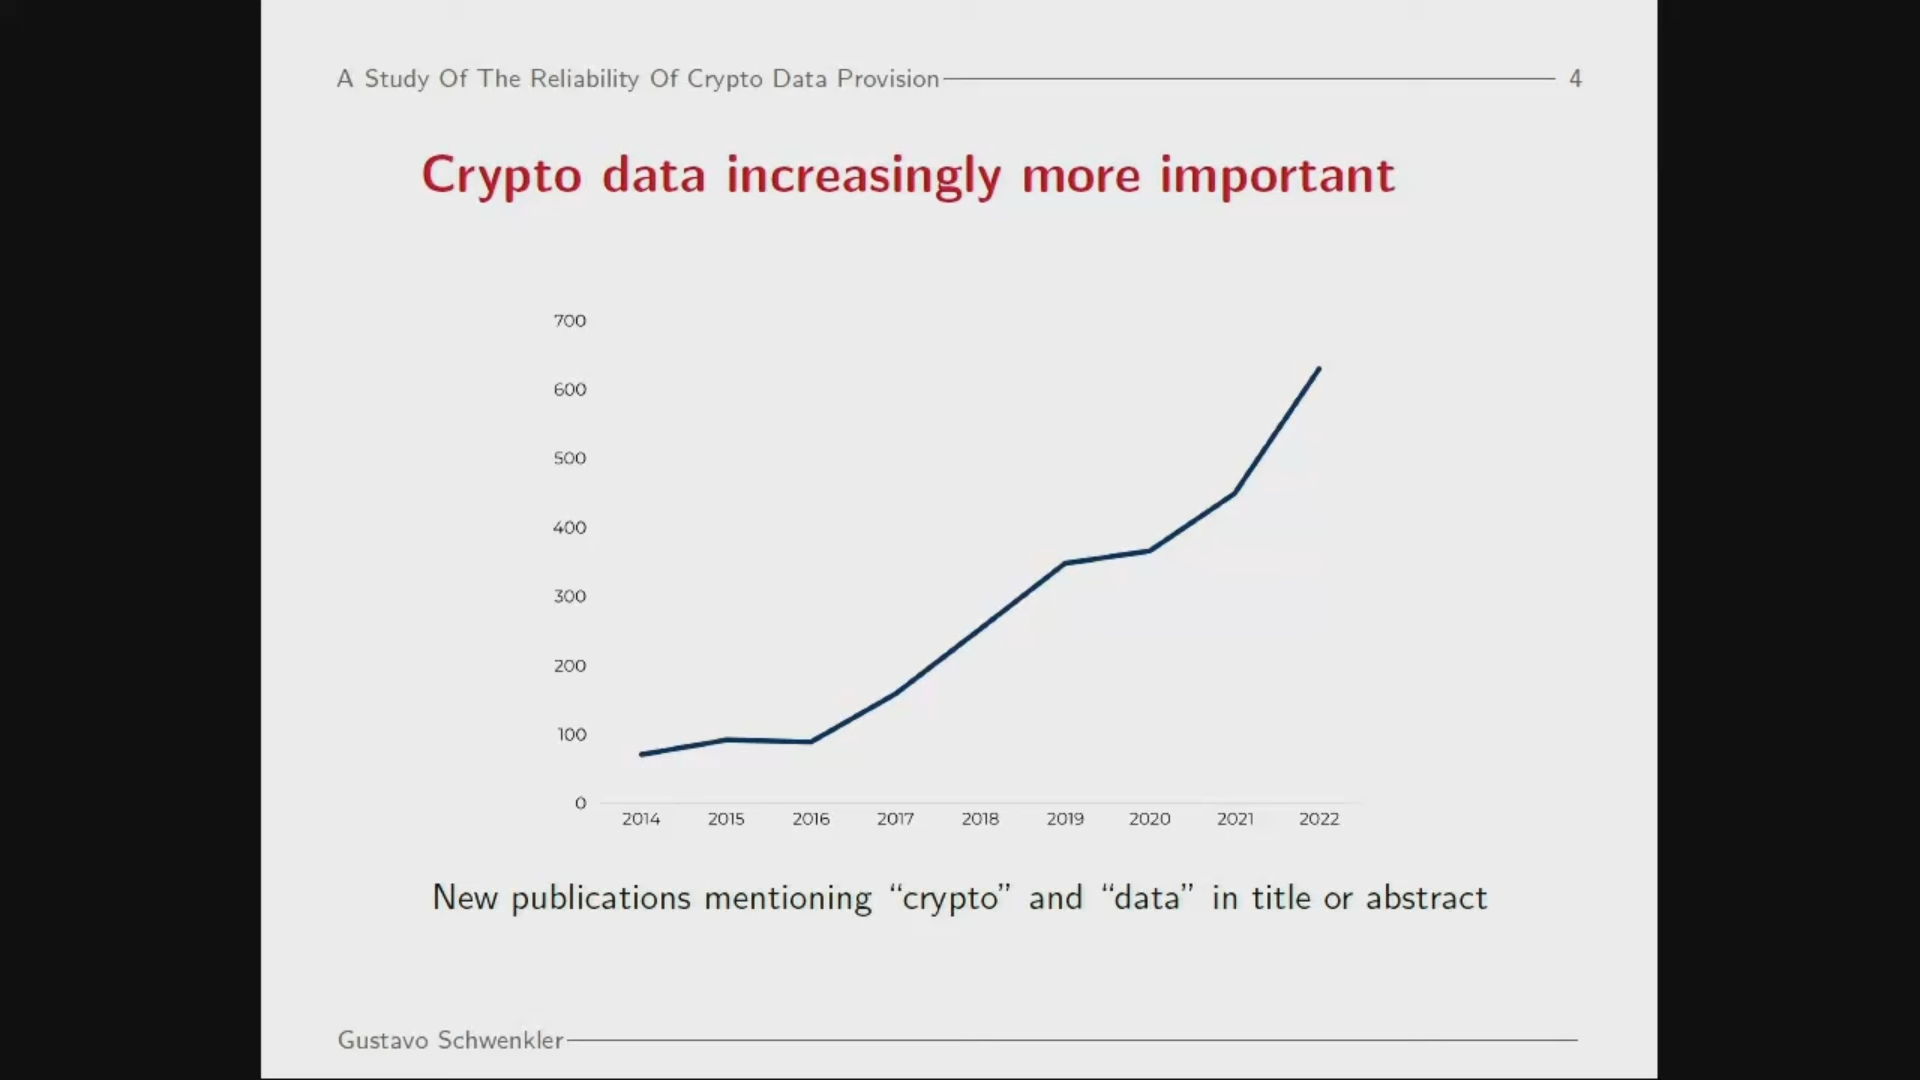 A Study Of The Reliability Of Crypto Data Provision 4
Crypto data increasingly more important
700
600
500
400
300
200
100
0
2014 2015 2016 2017 2018 2019 2020 2021 2022
New publications mentioning “crypto” and “data” in title or abstract
Gustavo Schwenkler